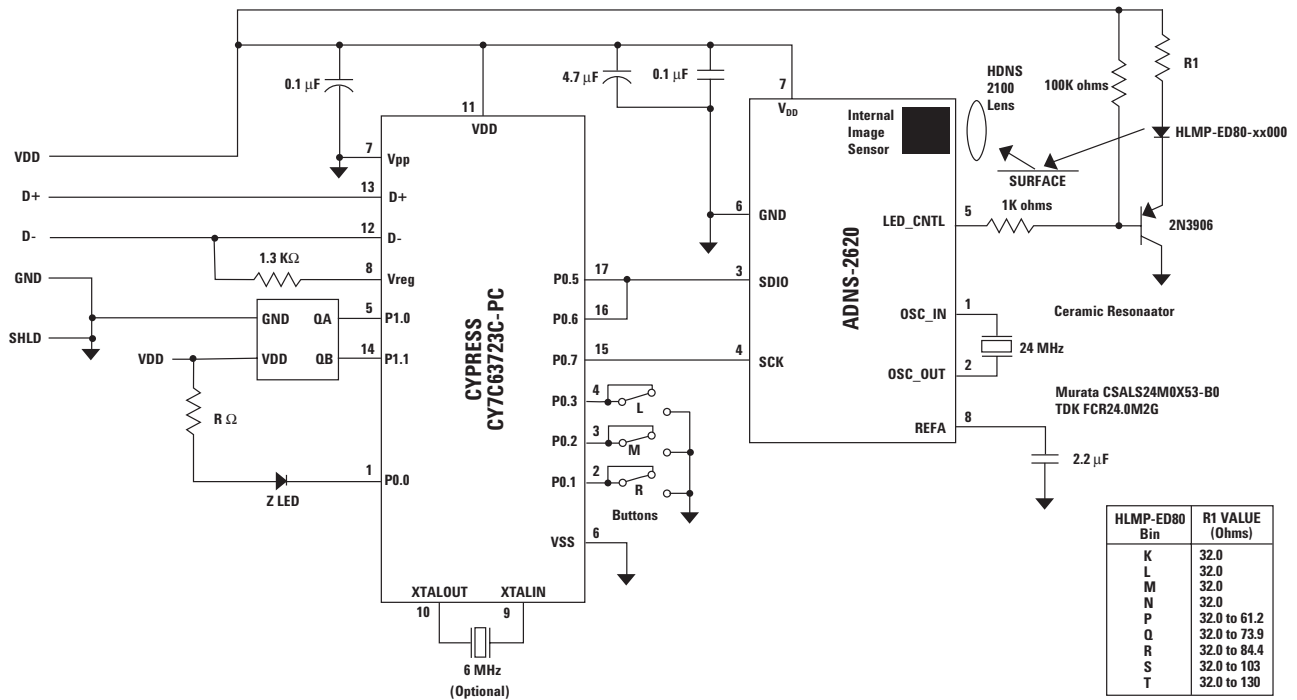 0.1 μF
4.7 μF
0.1 μF
7
V_DD
HDNS
2100
Lens
100K ohms
R1
Internal
Image
Sensor
11
VDD
HLMP-ED80-xx000
VDD
7
Vpp
SURFACE
D+
13
D+
6
GND
LED_CNTL
5
1K ohms
2N3906
D-
12
D-
1.3 KΩ
8
Vreg
GND
P0.5
17
3
SDIO
P0.6
16
5
P1.0
GND
QA
VDD
QB
14
P1.1
SHLD
VDD
CYPRESS
CY7C63723C-PC
P0.7
15
4
SCK
ADNS-2620
OSC_IN
1
Ceramic Resonaator
24 MHz
OSC_OUT
2
Murata CSALS24M0X53-B0
TDK FCR24.0M2G
P0.3
4
L
P0.2
3
M
P0.1
2
R
Buttons
R Ω
1
P0.0
Z LED
REFA
8
2.2 μF
VSS
6
XTALOUT
XTALIN
10
9
6 MHz
(Optional)
HLMP-ED80 Bin R1 VALUE (Ohms)
K 32.0
L 32.0
M 32.0
N 32.0
P 32.0 to 61.2
Q 32.0 to 73.9
R 32.0 to 84.4
S 32.0 to 103
T 32.0 to 130